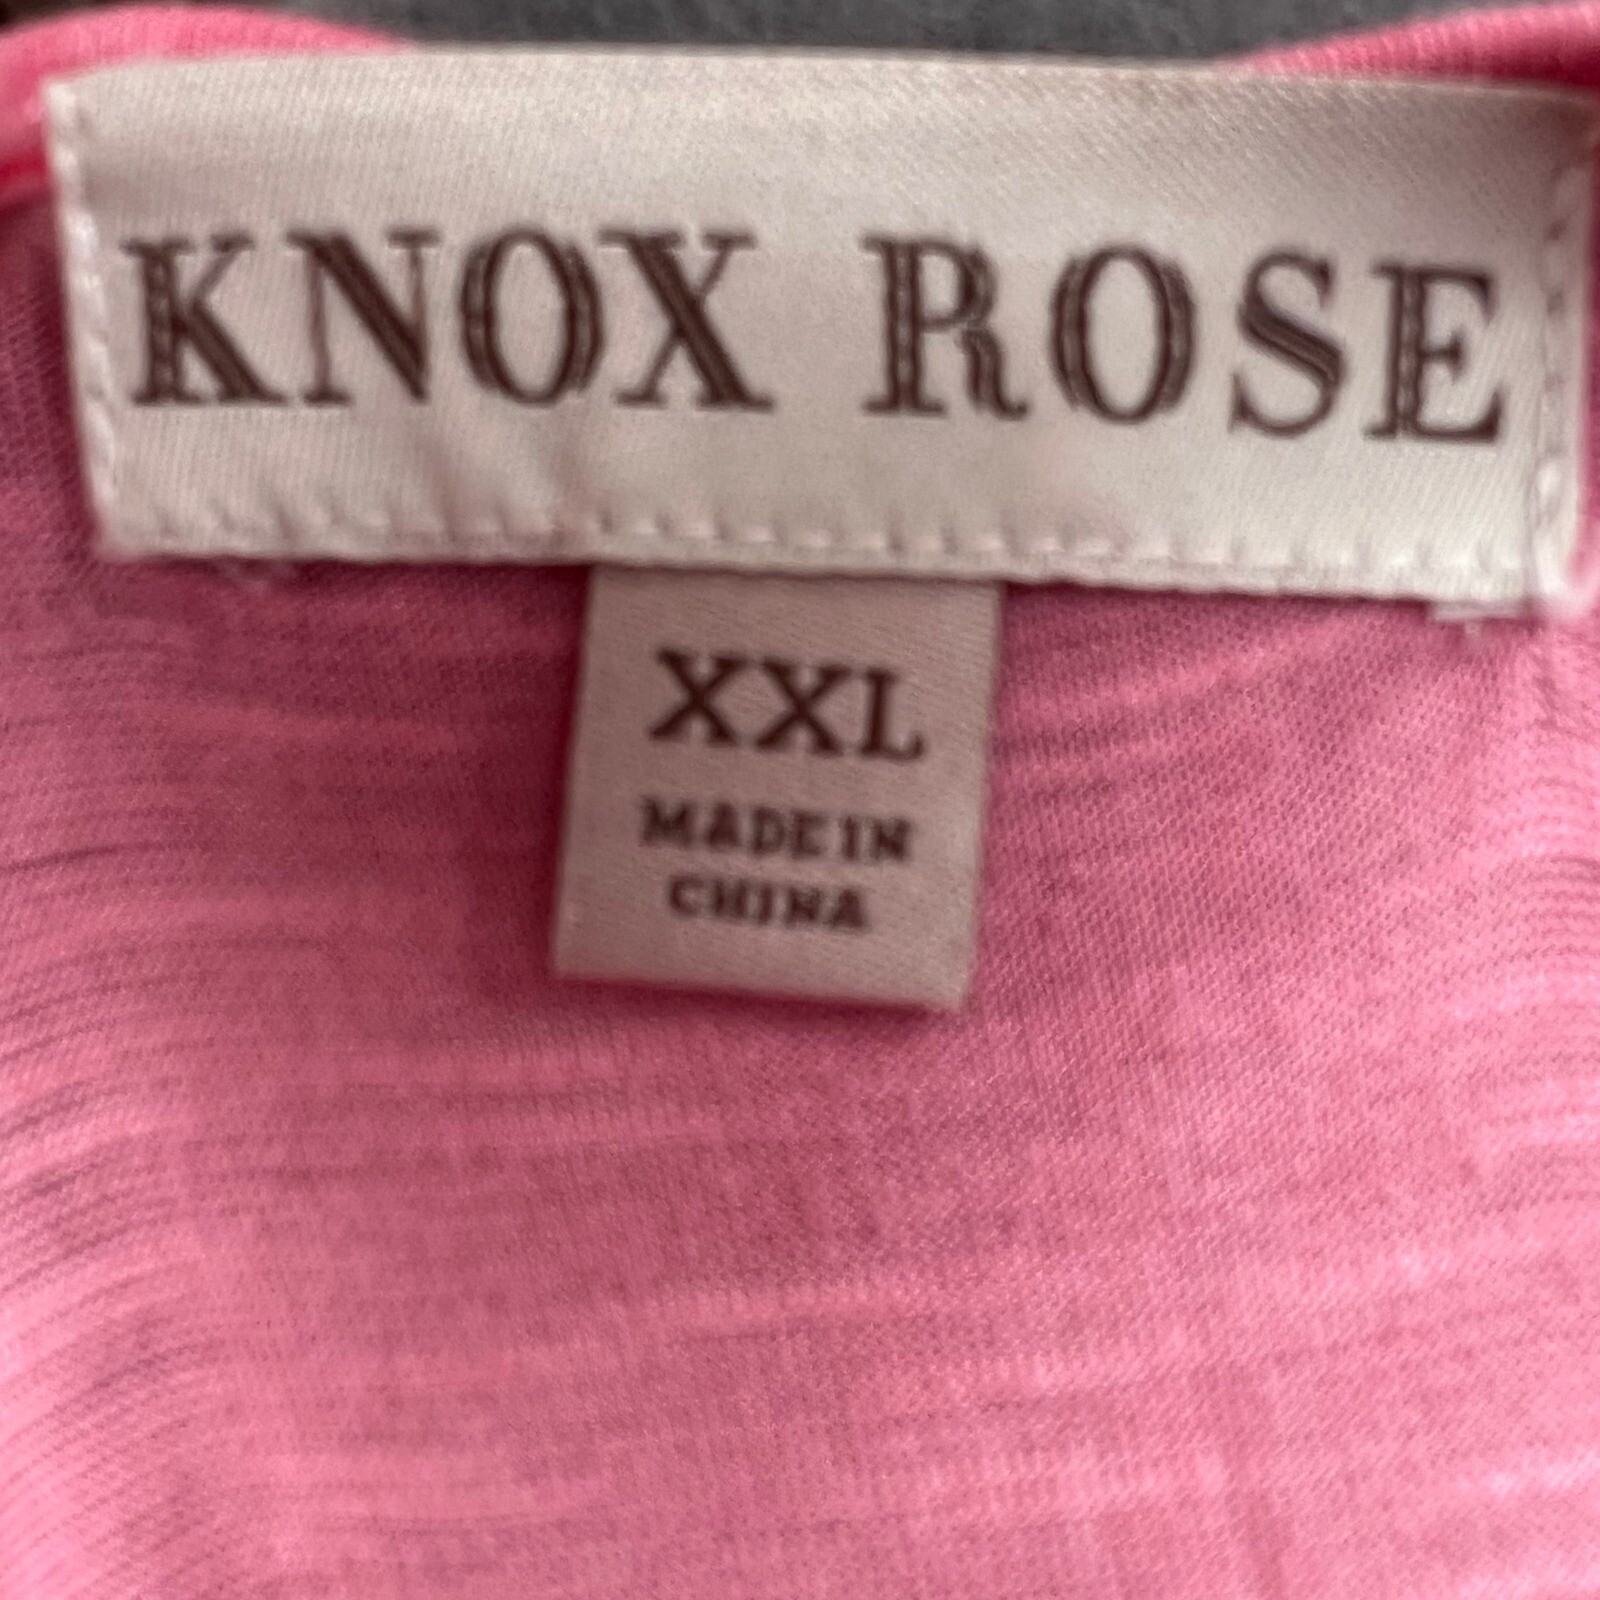 KNOX ROSE
XXL
MADE IN
CHINA